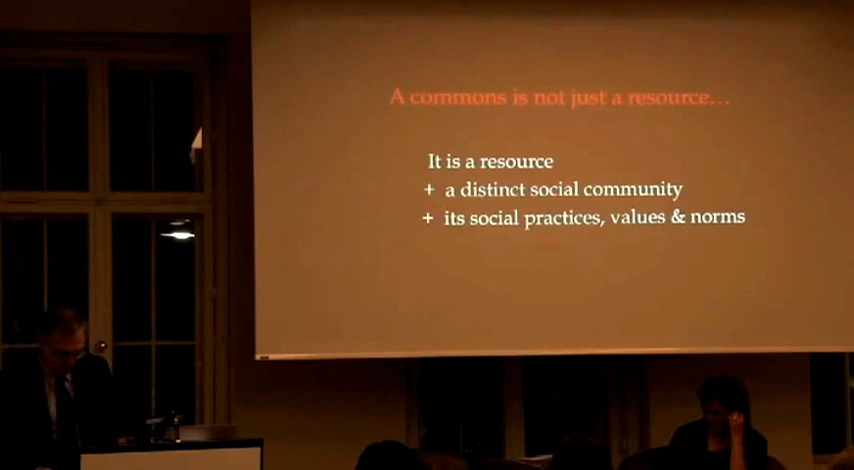 A commons is not just a resource...
It is a resource
+ a distinct social community
+ its social practices, values & norms